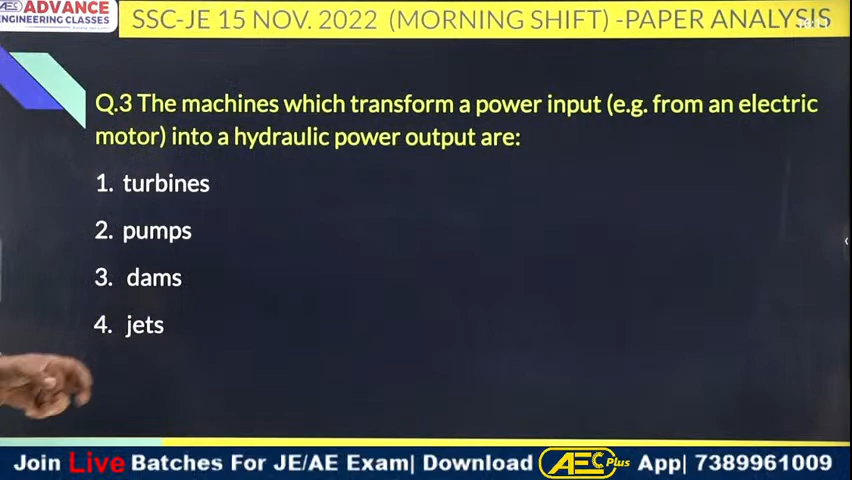 AEC ADVANCE
ENGINEERING CLASSES
SSC-JE 15 NOV. 2022 (MORNING SHIFT) -PAPER ANALYSIS
Q.3 The machines which transform a power input (e.g. from an electric
motor) into a hydraulic power output are:
1. turbines
2. pumps
3. dams
4. jets
Join Live Batches For JE/AE Exam| Download AEC Plus App| 7389961009